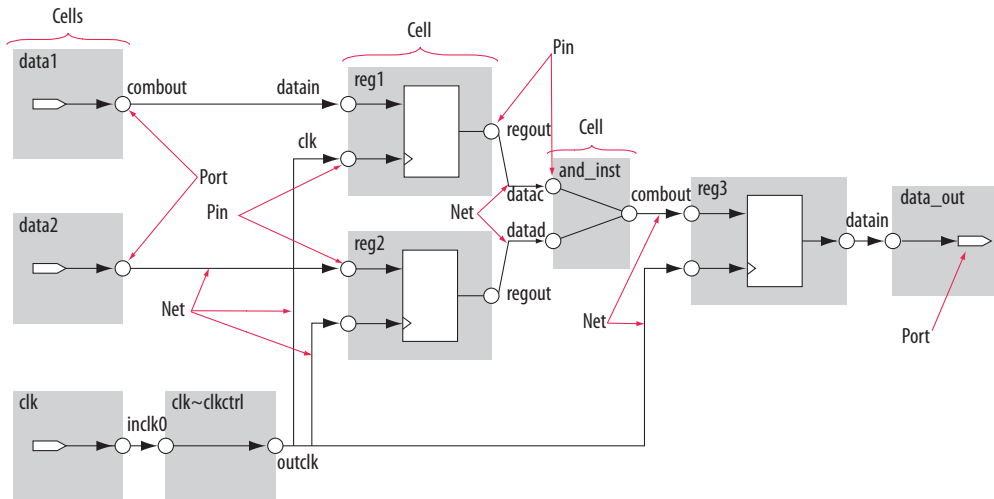 Cells
Cell
Pin
data1
combout
datain
reg1
regout
clk
Cell
and_inst
Port
Pin
Net
datac
combout
reg3
data_out
data2
reg2
datad
datain
regout
Net
Net
Port
clk
inclk0
clk~clkctrl
outclk